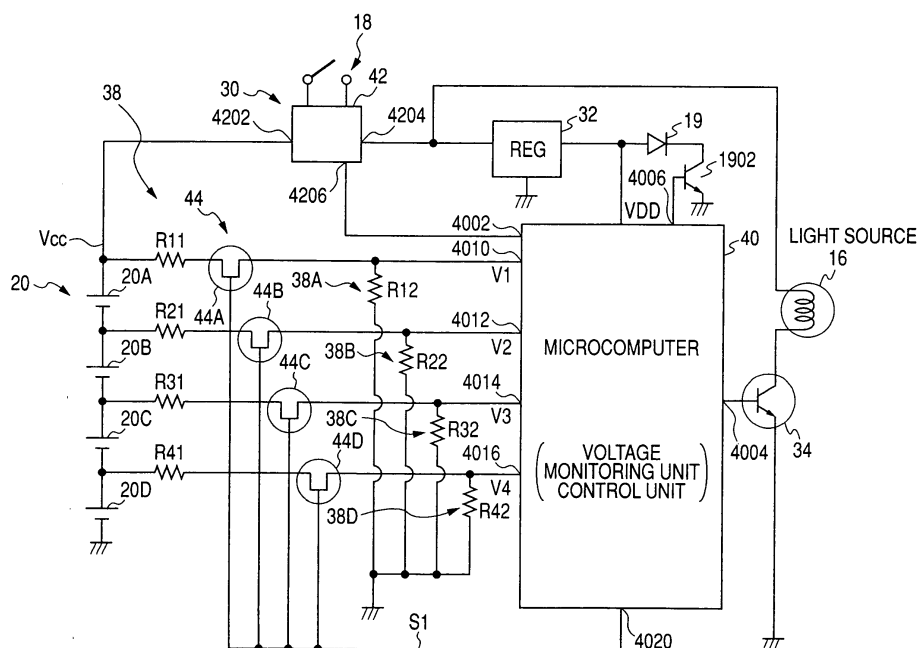 18
30
42
38
4202
4204
32
19
REG
1902
4206
4006
44
4002
VDD
Vcc
R11
4010
40
LIGHT SOURCE
V1
16
20
20A
38A
R12
44A
44B
R21
4012
V2
20B
38B
R22
MICROCOMPUTER
44C
R31
4014
V3
20C
38C
R32
44D
4004
34
R41
4016
VOLTAGE
MONITORING UNIT
CONTROL UNIT
V4
20D
38D
R42
S1
4020